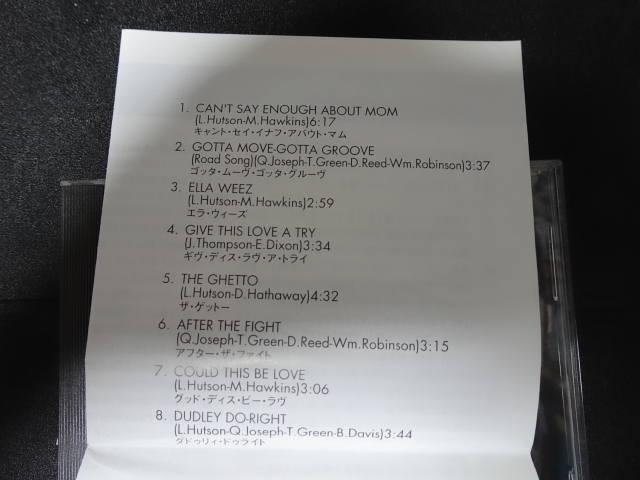 1. CAN'T SAY ENOUGH ABOUT MOM
(L.Hutson-M.Hawkins)6:17
キャント・セイ・イナフ・アバウト・マム
2. GOTTA MOVE-GOTTA GROOVE
(Road Song)(Q.Joseph-T.Green-D.Reed-Wm.Robinson)3:37
ゴッタ・ムーヴ・ゴッタ・グルーヴ
3. ELLA WEEZ
(L.Hutson-M.Hawkins)2:59
エラ・ウィーズ
4. GIVE THIS LOVE A TRY
(J.Thompson-E.Dixon)3:34
ギヴ・ディス・ラヴ・ア・トライ
5. THE GHETTO
(L.Hutson-D.Hathaway)4:32
ザ・ゲットー
6. AFTER THE FIGHT
(Q.Joseph-T.Green-D.Reed-Wm.Robinson)3:15
アフター・ザ・ファイト
7. COULD THIS BE LOVE
(L.Hutson-M.Hawkins)3:06
グッド・ディス・ビー・ラヴ
8. DUDLEY DO-RIGHT
(L.Hutson-Q.Joseph-T.Green-B.Davis)3:44
ダドゥリィ・ドゥライト